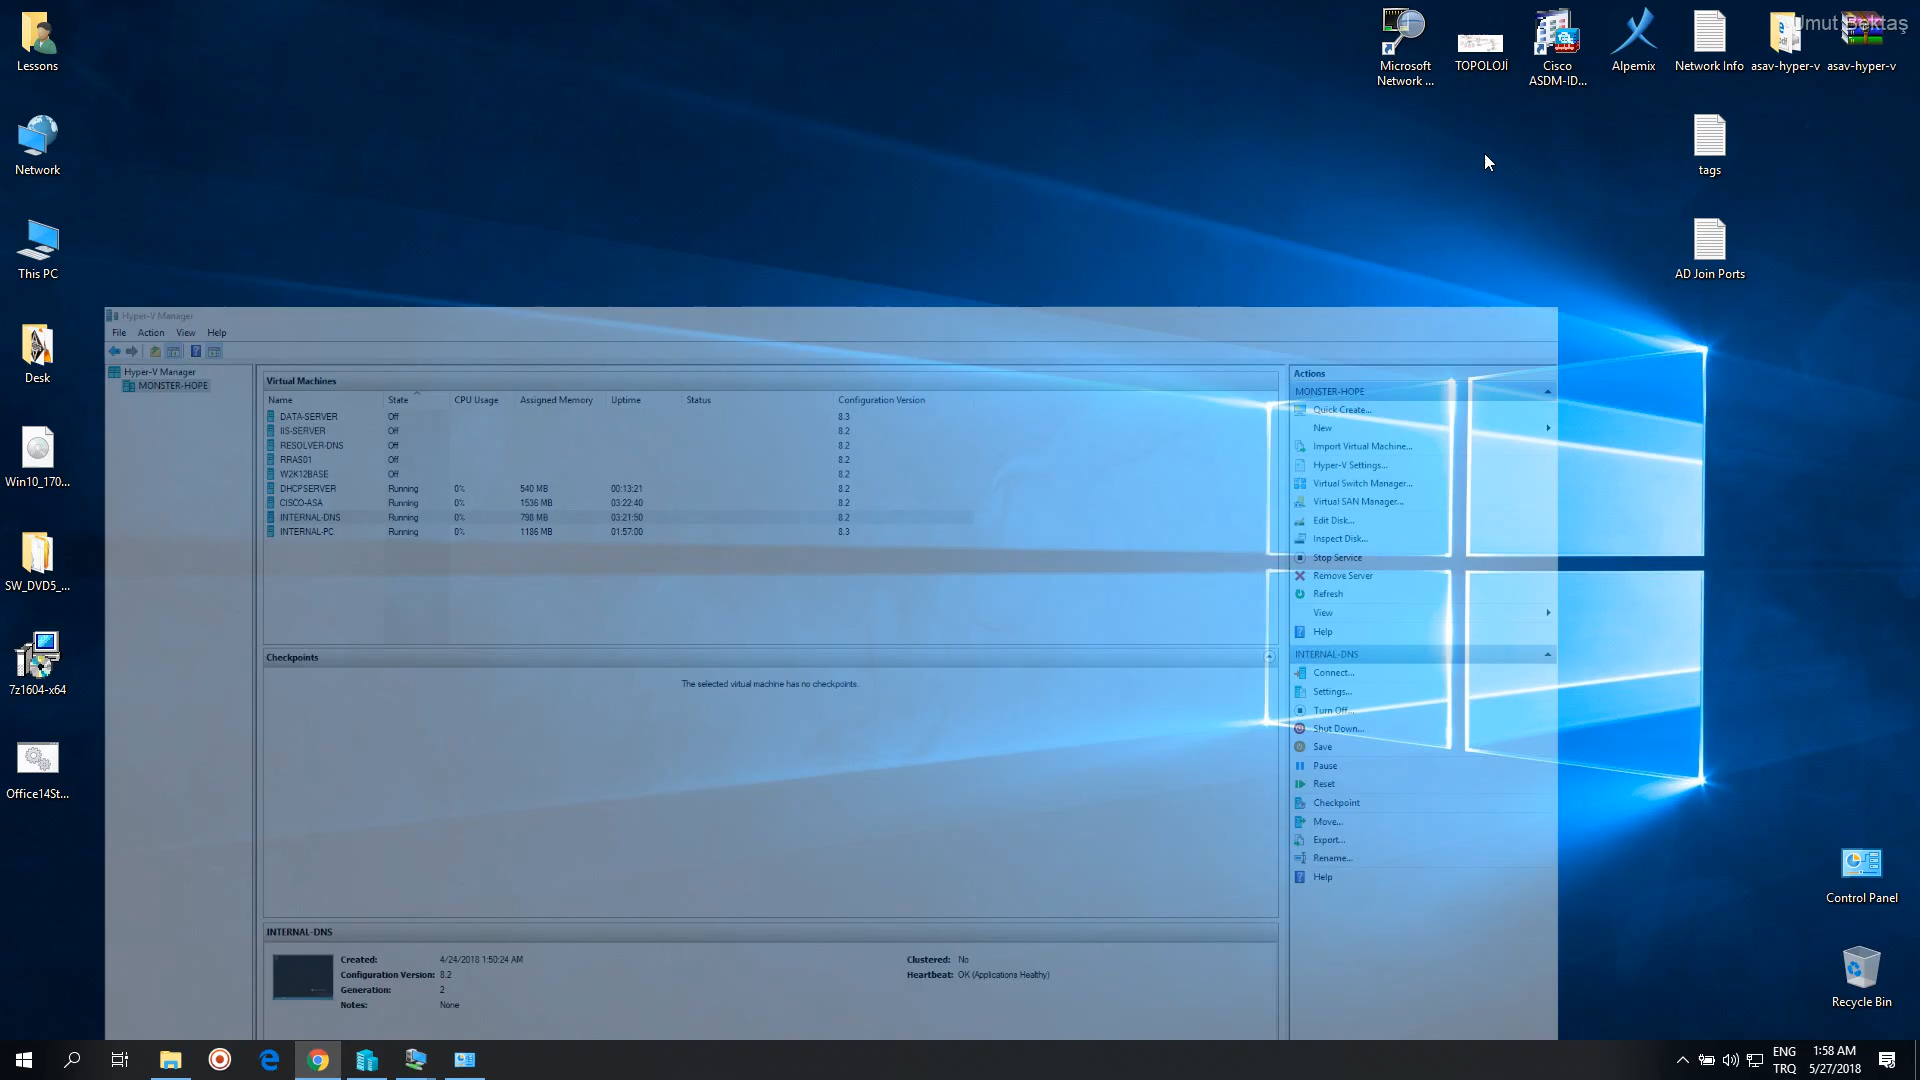 Lessons
Network
This PC
Desk
Win10_170...
SW_DVD5_...
7z1604-x64
Office14St...
Umut Bektaş
Microsoft
Network ...
TOPOLOJİ
Cisco
ASDM-ID...
Alpemix
Network Info
asav-hyper-v
asav-hyper-v
tags
AD Join Ports
Control Panel
Recycle Bin
Hyper-V Manager
File Action View Help
Hyper-V Manager
MONSTER-HOPE
Virtual Machines
Name State CPU Usage Assigned Memory Uptime Status Configuration Version
DATA-SERVER Off 8.3
IIS-SERVER Off 8.2
RESOLVER-DNS Off 8.2
RRAS01 Off 8.2
W2K12BASE Off 8.2
DHCPSERVER Running 0% 540 MB 00:13:21 8.2
CISCO-ASA Running 0% 1536 MB 03:22:40 8.2
INTERNAL-DNS Running 0% 798 MB 03:21:50 8.2
INTERNAL-PC Running 0% 1186 MB 01:57:00 8.3
Checkpoints
The selected virtual machine has no checkpoints.
INTERNAL-DNS
Created: 4/24/2018 1:50:24 AM
Configuration Version: 8.2
Generation: 2
Notes: None
Clustered: No
Heartbeat: OK (Applications Healthy)
Actions
MONSTER-HOPE
Quick Create...
New
Import Virtual Machine...
Hyper-V Settings...
Virtual Switch Manager...
Virtual SAN Manager...
Edit Disk...
Inspect Disk...
Stop Service
Remove Server
Refresh
View
Help
INTERNAL-DNS
Connect...
Settings...
Turn Off...
Shut Down...
Save
Pause
Reset
Checkpoint
Move...
Export...
Rename...
Help
ENG
TRQ
1:58 AM
5/27/2018